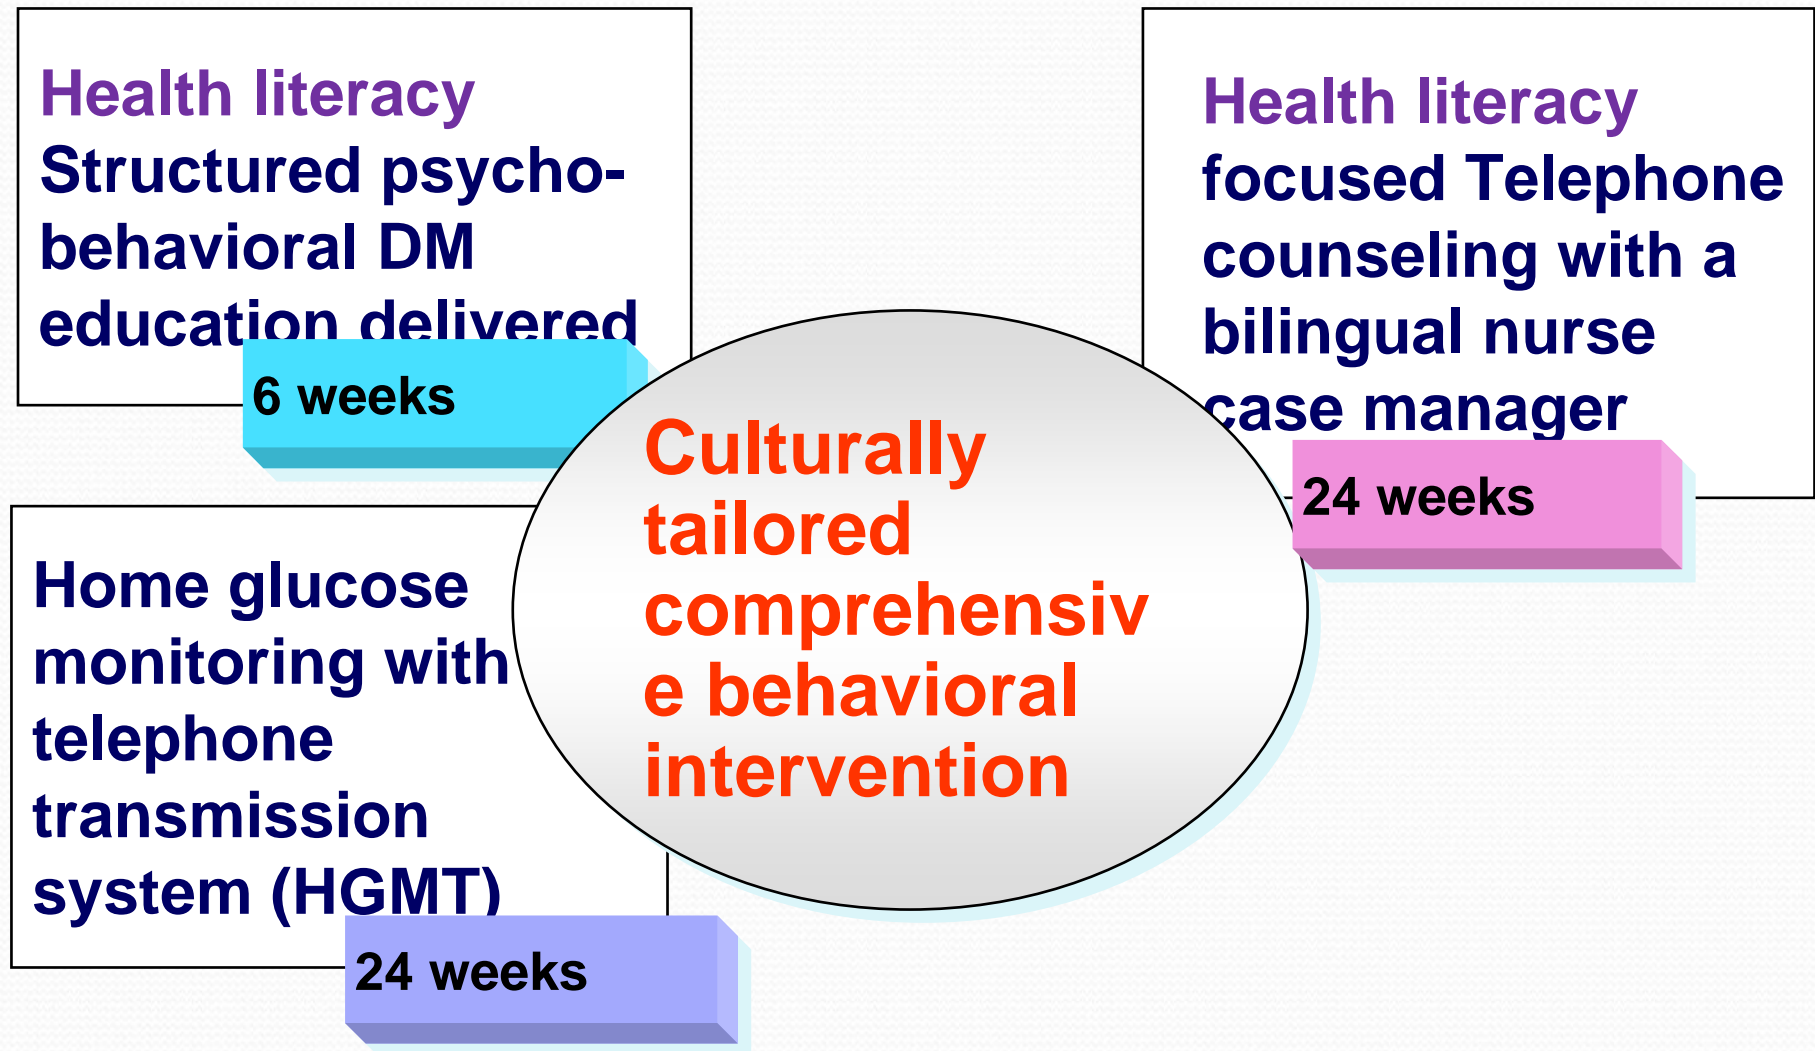 Health literacy
Structured psycho-
behavioral DM
education delivered
6 weeks
Health literacy
focused Telephone
counseling with a
bilingual nurse
case manager
24 weeks
Culturally
tailored
comprehensiv
e behavioral
intervention
Home glucose
monitoring with
telephone
transmission
system (HGMT)
24 weeks